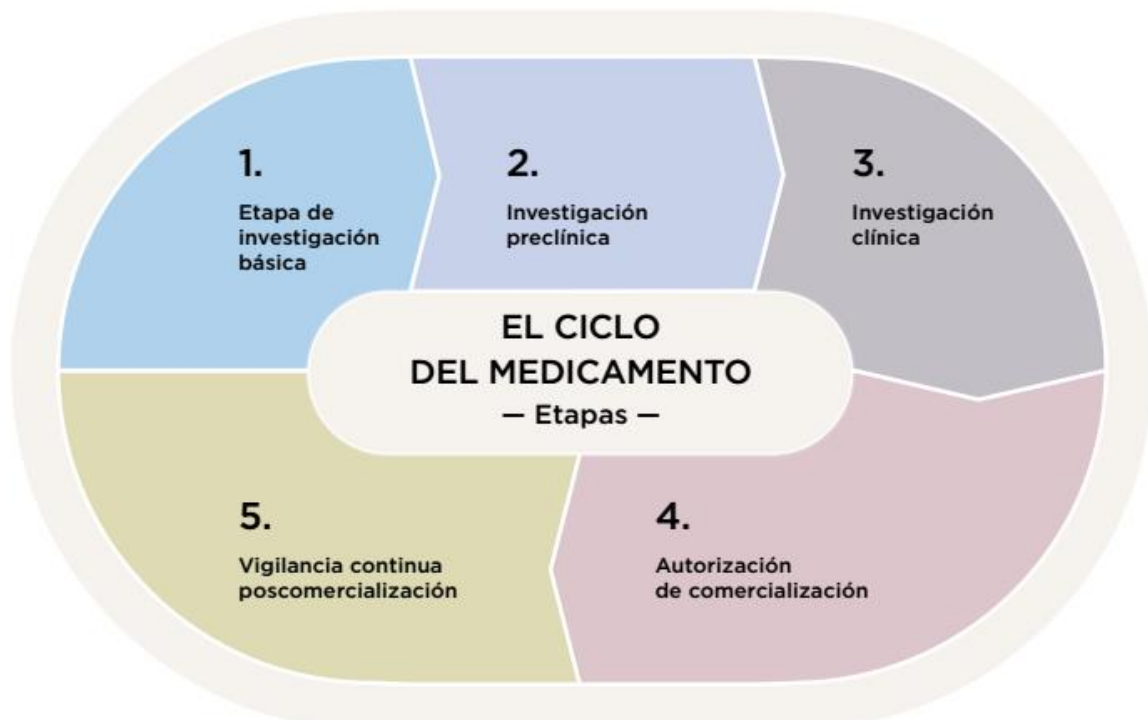 1.
Etapa de
investigación
básica
2.
Investigación
preclínica
3.
Investigación
clínica
EL CICLO
DEL MEDICAMENTO
— Etapas —
5.
Vigilancia continua
poscomercialización
4.
Autorización
de comercialización